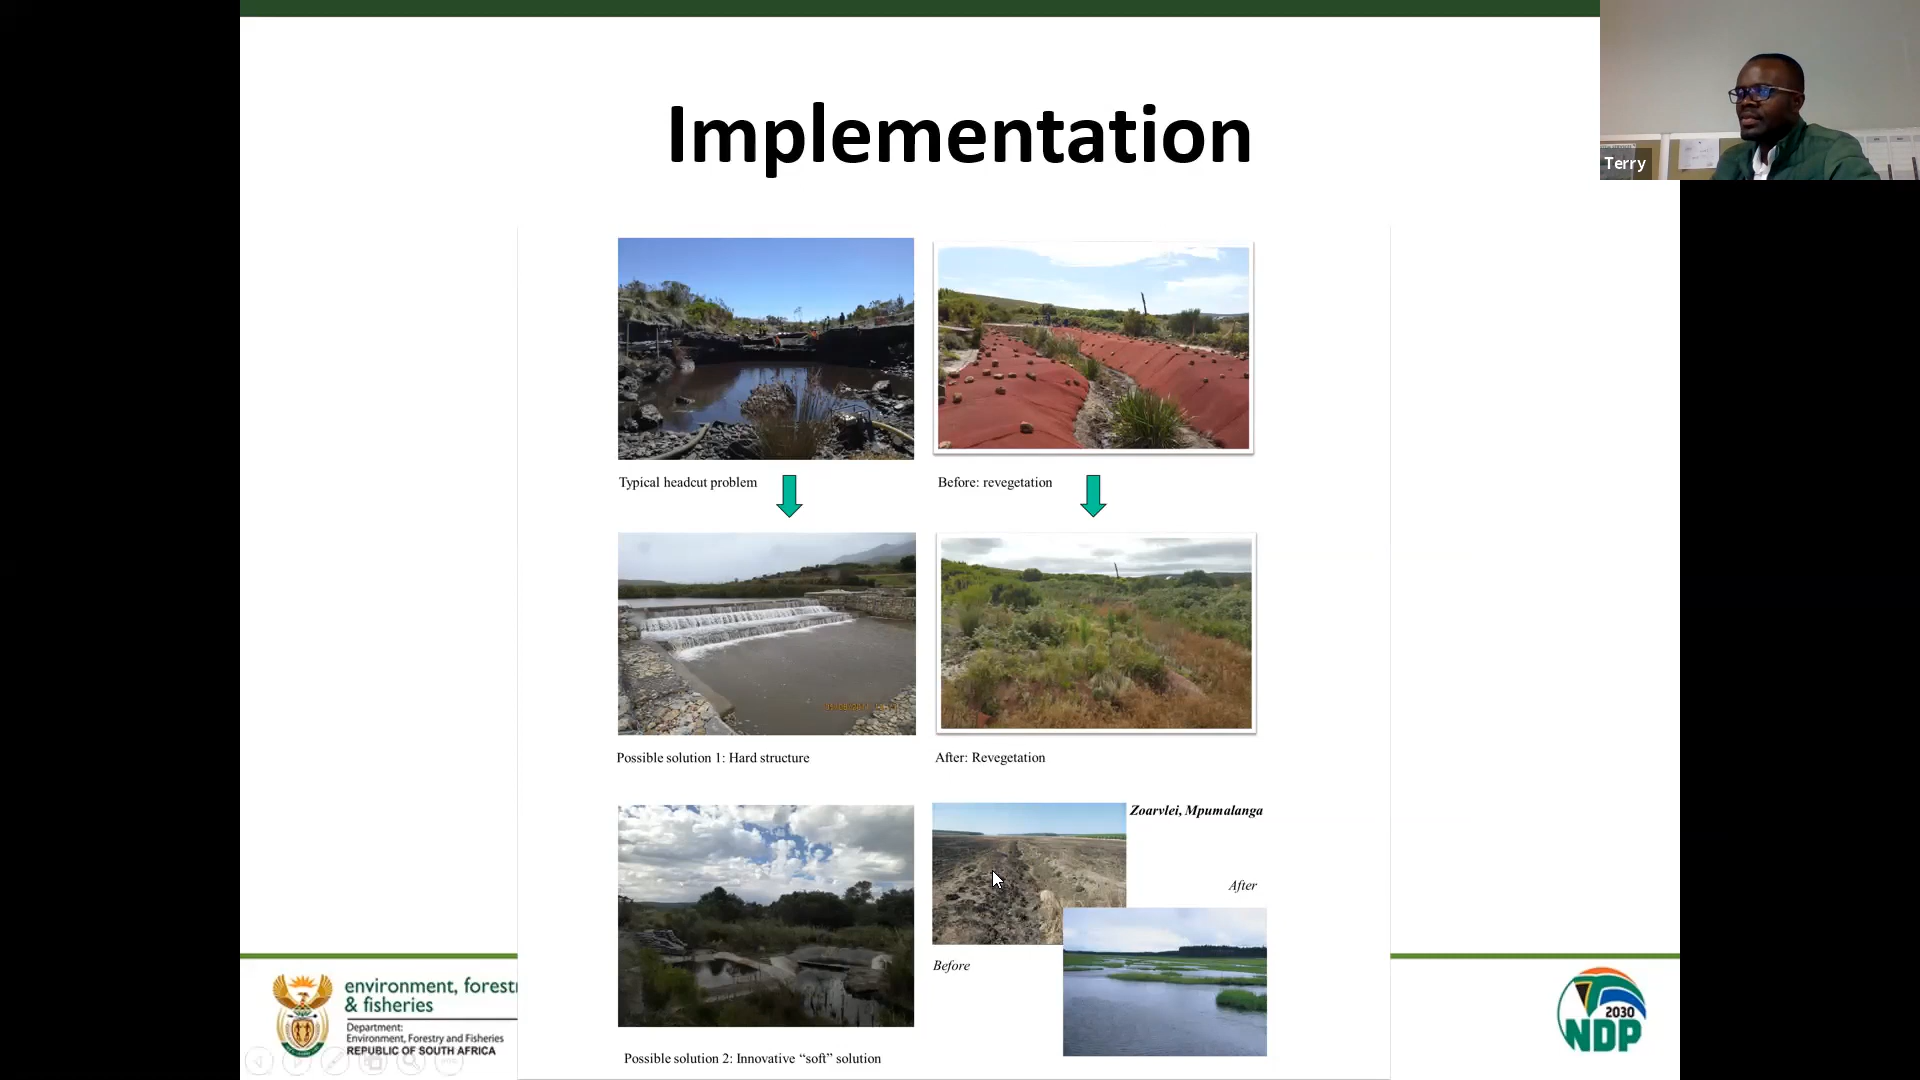 Implementation
Terry
Typical headcut problem
Before: revegetation
Possible solution 1: Hard structure
After: Revegetation
Zoarvlei, Mpumalanga
After
Before
Possible solution 2: Innovative “soft” solution
environment, forest
& fisheries
Department:
Environment, Forestry and Fisheries
REPUBLIC OF SOUTH AFRICA
2030
NDP